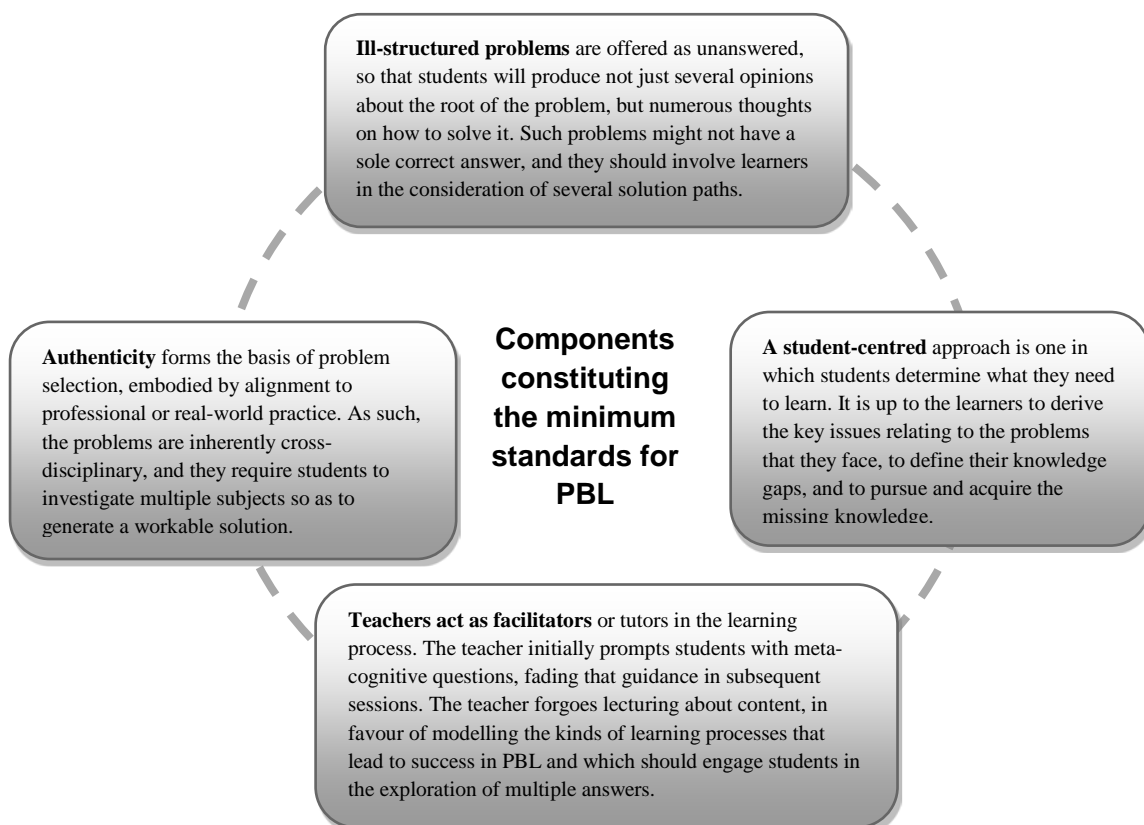 Ill-structured problems are offered as unanswered,
so that students will produce not just several opinions
about the root of the problem, but numerous thoughts
on how to solve it. Such problems might not have a
sole correct answer, and they should involve learners
in the consideration of several solution paths.
Authenticity forms the basis of problem
selection, embodied by alignment to
professional or real-world practice. As such,
the problems are inherently cross-
disciplinary, and they require students to
investigate multiple subjects so as to
generate a workable solution.
Components
constituting
the minimum
standards for
PBL
A student-centred approach is one in
which students determine what they need
to learn. It is up to the learners to derive
the key issues relating to the problems
that they face, to define their knowledge
gaps, and to pursue and acquire the
missing knowledge.
Teachers act as facilitators or tutors in the learning
process. The teacher initially prompts students with meta-
cognitive questions, fading that guidance in subsequent
sessions. The teacher forgoes lecturing about content, in
favour of modelling the kinds of learning processes that
lead to success in PBL and which should engage students in
the exploration of multiple answers.